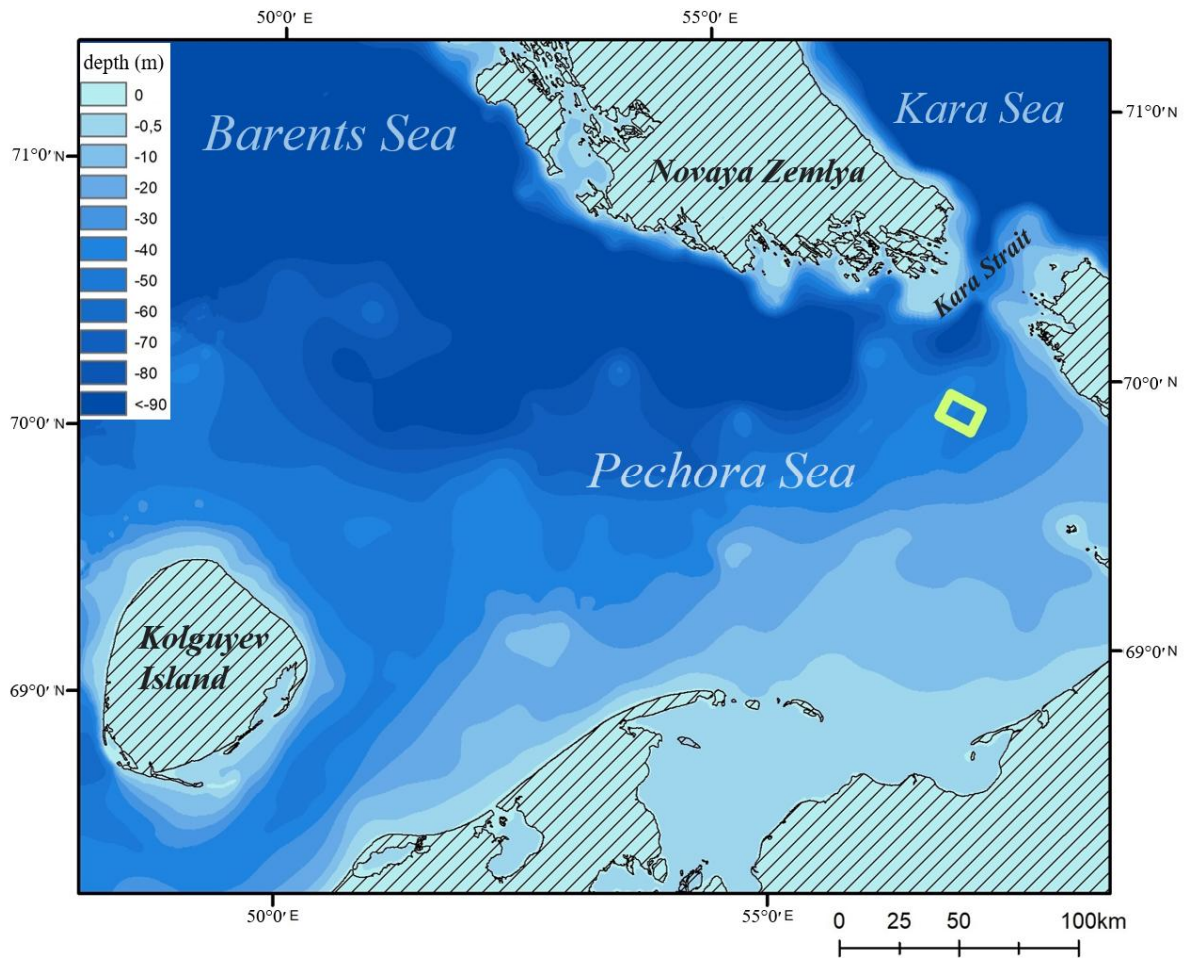 50°0′ E
55°0′ E
depth (m)
0
-0.5
-10
-20
-30
-40
-50
-60
-70
-80
<-90
Barents Sea
Kara Sea
71°0′ N
71°0′ N
Novaya Zemlya
Kara Strait
70°0′ N
70°0′ N
Pechora Sea
Kolguyev
Island
69°0′ N
69°0′ N
50°0′ E
55°0′ E
0 25 50 100km